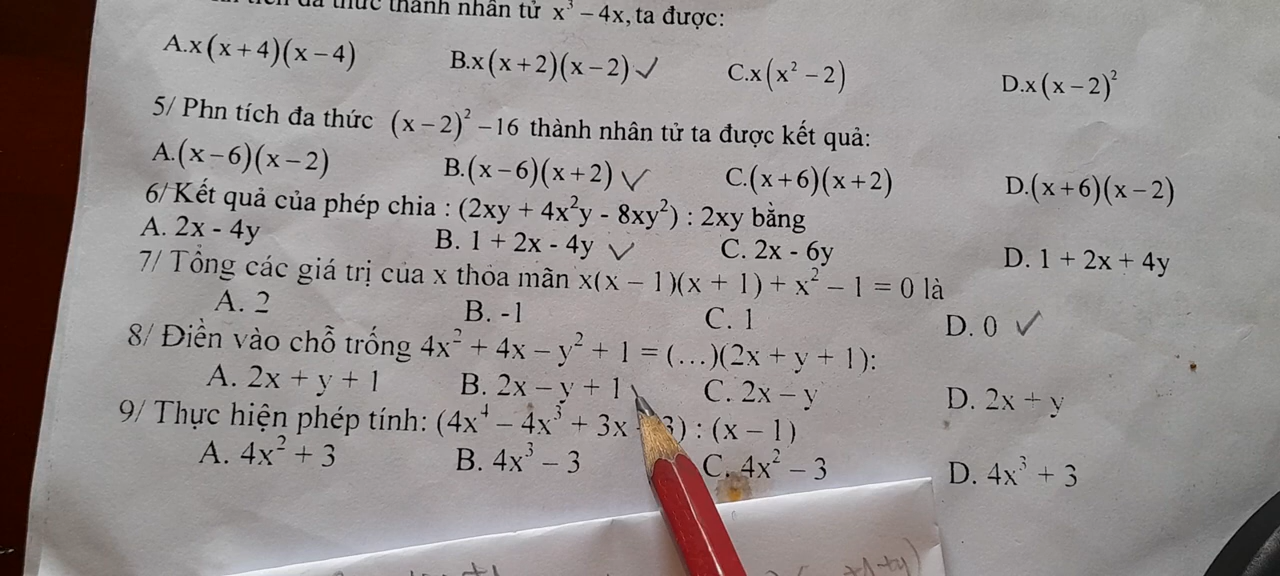 thành nhân tử x³ − 4x, ta được:
A.x(x+4)(x−4) B.x(x+2)(x−2)✓ C.x(x²−2) D.x(x−2)²
5/ Phn tích đa thức (x−2)² −16 thành nhân tử ta được kết quả:
A.(x−6)(x−2) B.(x−6)(x+2)✓ C.(x+6)(x+2) D.(x+6)(x−2)
6/ Kết quả của phép chia : (2xy + 4x²y - 8xy²) : 2xy bằng
A. 2x - 4y B. 1 + 2x - 4y ✓ C. 2x - 6y D. 1 + 2x + 4y
7/ Tổng các giá trị của x thỏa mãn x(x − 1)(x + 1) + x² − 1 = 0 là
A. 2 B. -1 C. 1 D. 0 ✓
8/ Điền vào chỗ trống 4x² + 4x − y² + 1 = (…)(2x + y + 1):
A. 2x + y + 1 B. 2x − y + 1 C. 2x − y D. 2x + y
9/ Thực hiện phép tính: (4x⁴ − 4x³ + 3x 3) : (x − 1)
A. 4x² + 3 B. 4x³ − 3 C. 4x² − 3 D. 4x³ + 3